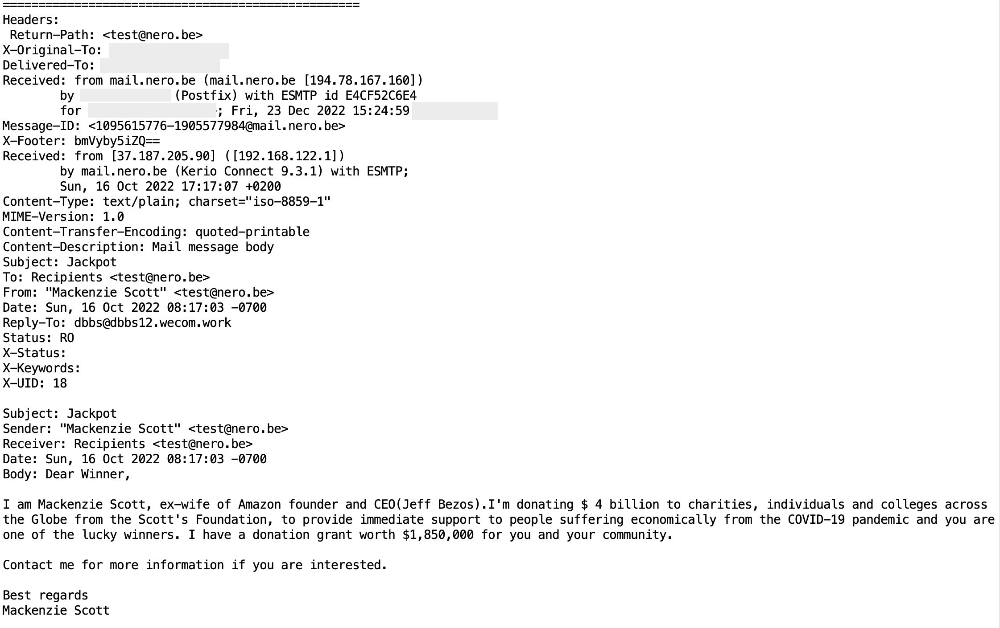 ==================================================
Headers:
Return-Path: <test@nero.be>
X-Original-To:
Delivered-To:
Received: from mail.nero.be (mail.nero.be [194.78.167.160])
by (Postfix) with ESMTP id E4CF52C6E4
for ; Fri, 23 Dec 2022 15:24:59
Message-ID: <1095615776-1905577984@mail.nero.be>
X-Footer: bmVyby5iZQ==
Received: from [37.187.205.90] ([192.168.122.1])
by mail.nero.be (Kerio Connect 9.3.1) with ESMTP;
Sun, 16 Oct 2022 17:17:07 +0200
Content-Type: text/plain; charset="iso-8859-1"
MIME-Version: 1.0
Content-Transfer-Encoding: quoted-printable
Content-Description: Mail message body
Subject: Jackpot
To: Recipients <test@nero.be>
From: "Mackenzie Scott" <test@nero.be>
Date: Sun, 16 Oct 2022 08:17:03 -0700
Reply-To: dbbs@dbbs12.wecom.work
Status: RO
X-Status:
X-Keywords:
X-UID: 18
Subject: Jackpot
Sender: "Mackenzie Scott" <test@nero.be>
Receiver: Recipients <test@nero.be>
Date: Sun, 16 Oct 2022 08:17:03 -0700
Body: Dear Winner,
I am Mackenzie Scott, ex-wife of Amazon founder and CEO(Jeff Bezos).I'm donating $ 4 billion to charities, individuals and colleges across
the Globe from the Scott's Foundation, to provide immediate support to people suffering economically from the COVID-19 pandemic and you are
one of the lucky winners. I have a donation grant worth $1,850,000 for you and your community.
Contact me for more information if you are interested.
Best regards
Mackenzie Scott